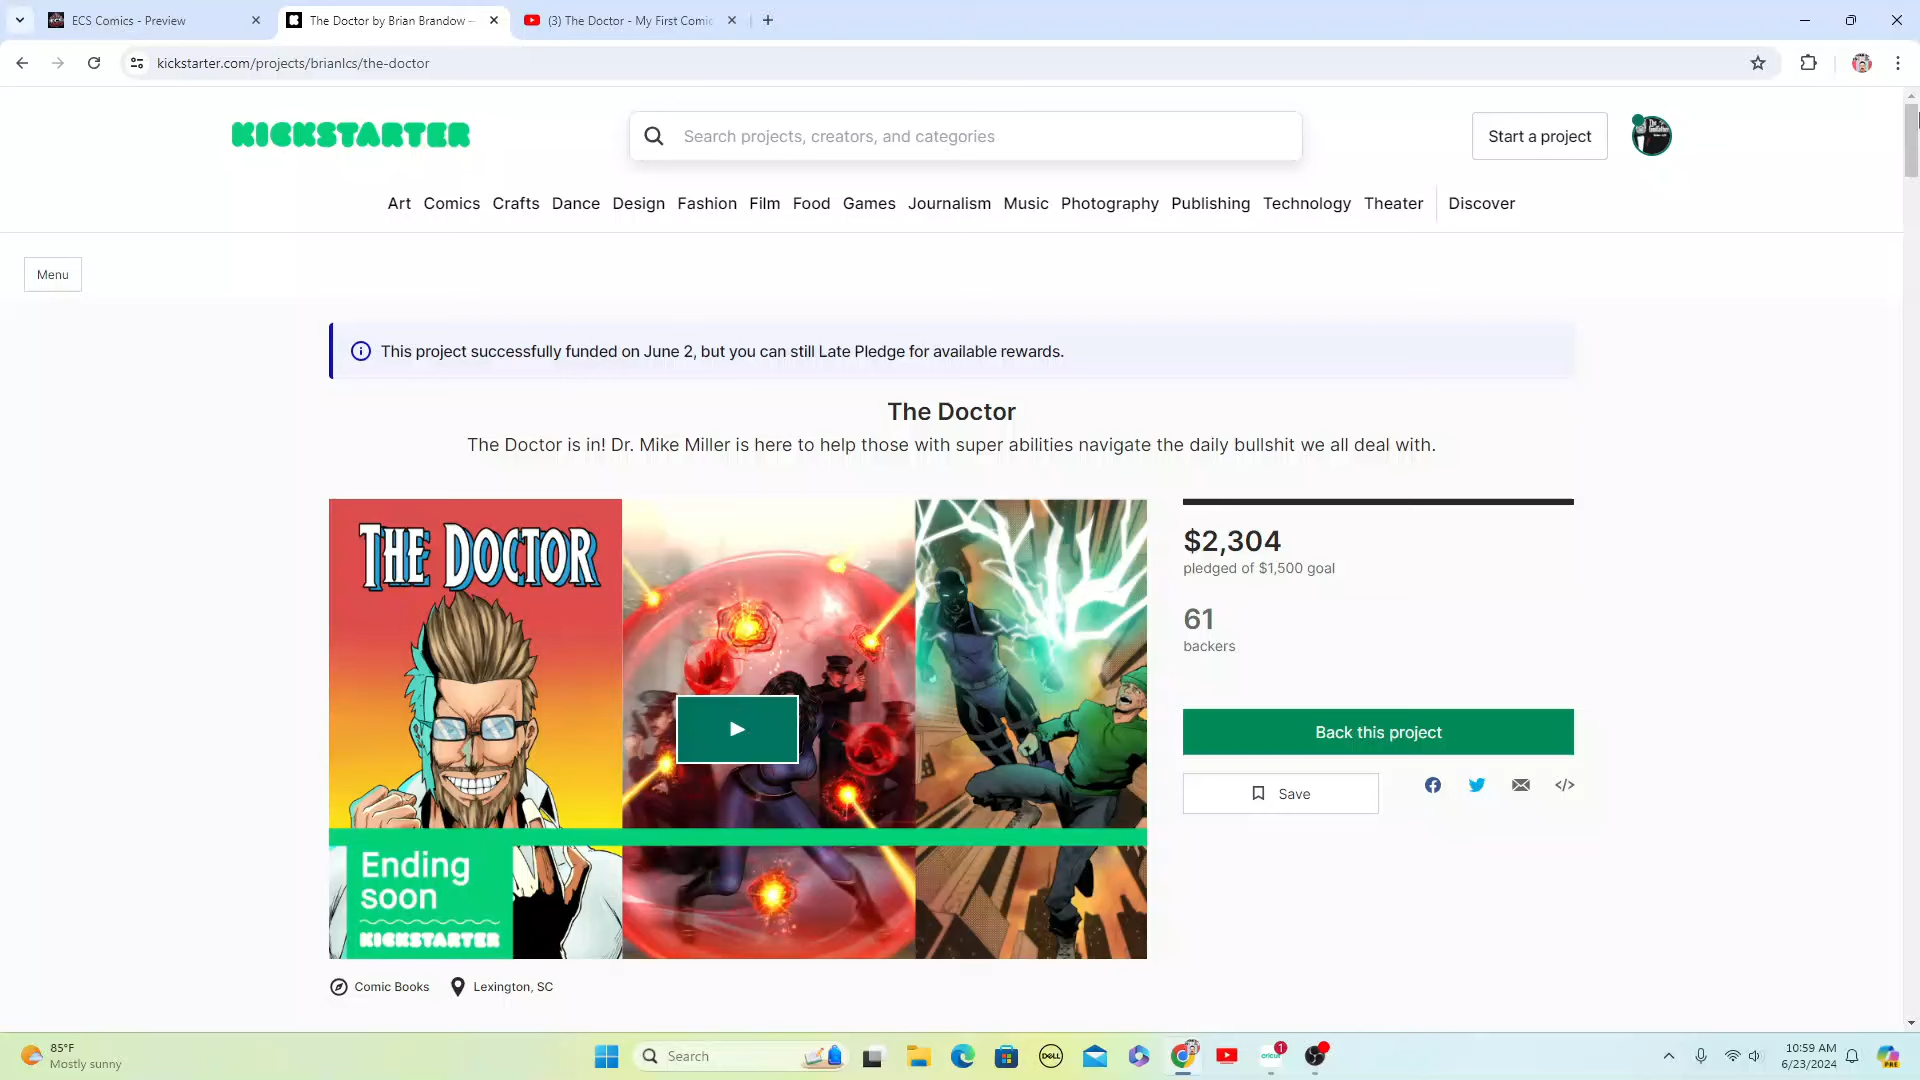 ECS Comics - Preview
The Doctor by Brian Brandow —
(3) The Doctor - My First Comic
kickstarter.com/projects/brianlcs/the-doctor
KICKSTARTER
Search projects, creators, and categories
Start a project
Art Comics Crafts Dance Design Fashion Film Food Games Journalism Music Photography Publishing Technology Theater Discover
Menu
This project successfully funded on June 2, but you can still Late Pledge for available rewards.
The Doctor
The Doctor is in! Dr. Mike Miller is here to help those with super abilities navigate the daily bullshit we all deal with.
THE DOCTOR
Ending
soon
KICKSTARTER
$2,304
pledged of $1,500 goal
61
backers
Back this project
Save
Comic Books
Lexington, SC
85°F
Mostly sunny
Search
DELL
cricut
1
10:59 AM
6/23/2024
PRE